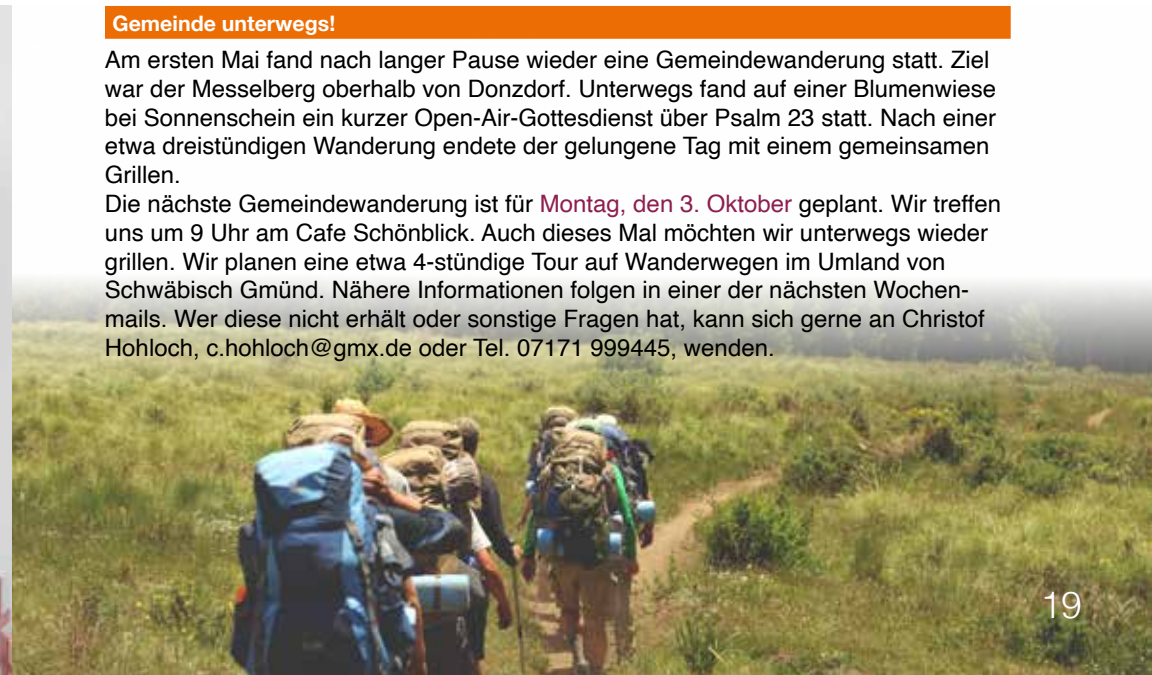 Gemeinde unterwegs!
Am ersten Mai fand nach langer Pause wieder eine Gemeindewanderung statt. Ziel
war der Messelberg oberhalb von Donzdorf. Unterwegs fand auf einer Blumenwiese
bei Sonnenschein ein kurzer Open-Air-Gottesdienst über Psalm 23 statt. Nach einer
etwa dreistündigen Wanderung endete der gelungene Tag mit einem gemeinsamen
Grillen.
Die nächste Gemeindewanderung ist für Montag, den 3. Oktober geplant. Wir treffen
uns um 9 Uhr am Cafe Schönblick. Auch dieses Mal möchten wir unterwegs wieder
grillen. Wir planen eine etwa 4-stündige Tour auf Wanderwegen im Umland von
Schwäbisch Gmünd. Nähere Informationen folgen in einer der nächsten Wochen-
mails. Wer diese nicht erhält oder sonstige Fragen hat, kann sich gerne an Christof
Hohloch, c.hohloch@gmx.de oder Tel. 07171 999445, wenden.
19